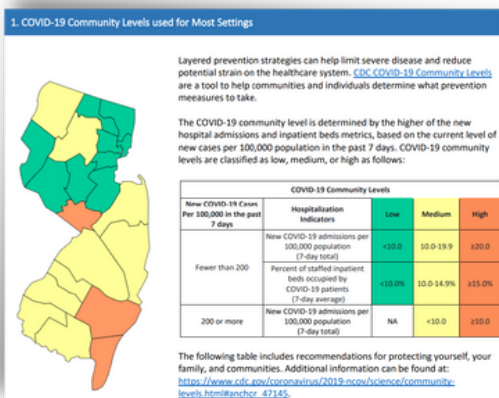 1. COVID-19 Community Levels used for Most Settings
Layered prevention strategies can help limit severe disease and reduce
potential strain on the healthcare system. CDC COVID-19 Community Levels
are a tool to help communities and individuals determine what prevention
measures to take.
The COVID-19 community level is determined by the higher of the new
hospital admissions and inpatient beds metrics, based on the current level of
new cases per 100,000 population in the past 7 days. COVID-19 community
levels are classified as low, medium, or high as follows:
COVID-19 Community Levels
New COVID-19 Cases
Per 100,000 in the past
7 days
Hospitalization
Indicators
Low
Medium
High
Fewer than 200
New COVID-19 admissions per
100,000 population
(7-day total)
<10.0
10.0-19.9
≥20.0
Percent of staffed inpatient
beds occupied by
COVID-19 patients
(7-day average)
<10.0%
10.0-14.9%
≥15.0%
200 or more
New COVID-19 admissions per
100,000 population
(7-day total)
NA
<10.0
≥10.0
The following table includes recommendations for protecting yourself, your
family, and communities. Additional information can be found at:
https://www.cdc.gov/coronavirus/2019-ncov/science/community-
levels.html#anchor_47145.